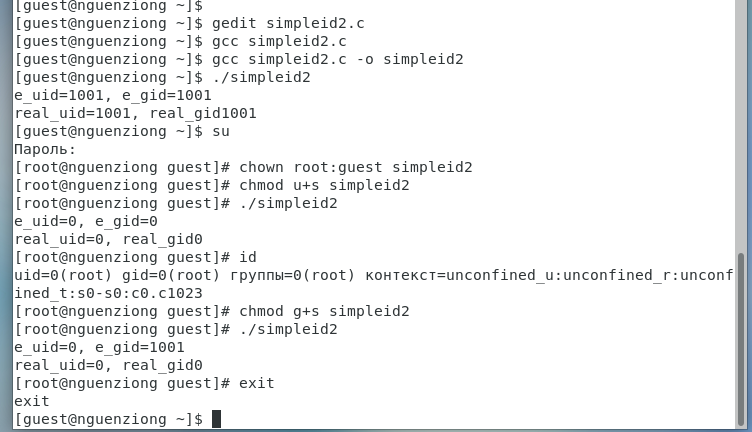 [guest@nguenziong ~]$
[guest@nguenziong ~]$ gedit simpleid2.c
[guest@nguenziong ~]$ gcc simpleid2.c
[guest@nguenziong ~]$ gcc simpleid2.c -o simpleid2
[guest@nguenziong ~]$ ./simpleid2
e_uid=1001, e_gid=1001
real_uid=1001, real_gid1001
[guest@nguenziong ~]$ su
Пароль:
[root@nguenziong guest]# chown root:guest simpleid2
[root@nguenziong guest]# chmod u+s simpleid2
[root@nguenziong guest]# ./simpleid2
e_uid=0, e_gid=0
real_uid=0, real_gid0
[root@nguenziong guest]# id
uid=0(root) gid=0(root) группы=0(root) контекст=unconfined_u:unconfined_r:unconf
ined_t:s0-s0:c0.c1023
[root@nguenziong guest]# chmod g+s simpleid2
[root@nguenziong guest]# ./simpleid2
e_uid=0, e_gid=1001
real_uid=0, real_gid0
[root@nguenziong guest]# exit
exit
[guest@nguenziong ~]$